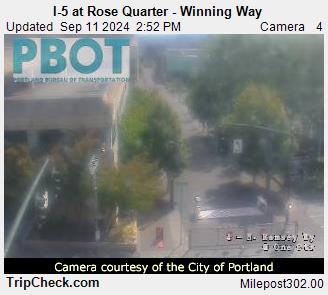 I-5 at Rose Quarter - Winning Way
Updated Sep 11 2024 2:52 PM Camera 4
PBOT
PORTLAND BUREAU OF TRANSPORTATION
Camera courtesy of the City of Portland
TripCheck.com Milepost302.00